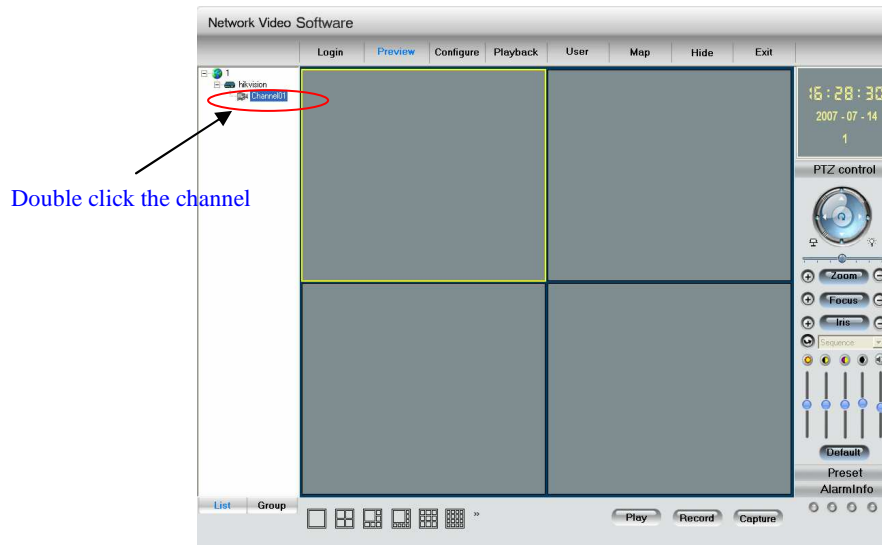 Network Video Software
Login Preview Configure Playback User Map Hide Exit
1
hikvision
Channel01
16:28:30
2007 - 07 - 14
1
Double click the channel
PTZ control
Zoom
Focus
Iris
Sequence
Default
Preset
AlarmInfo
List Group
»
Play Record Capture